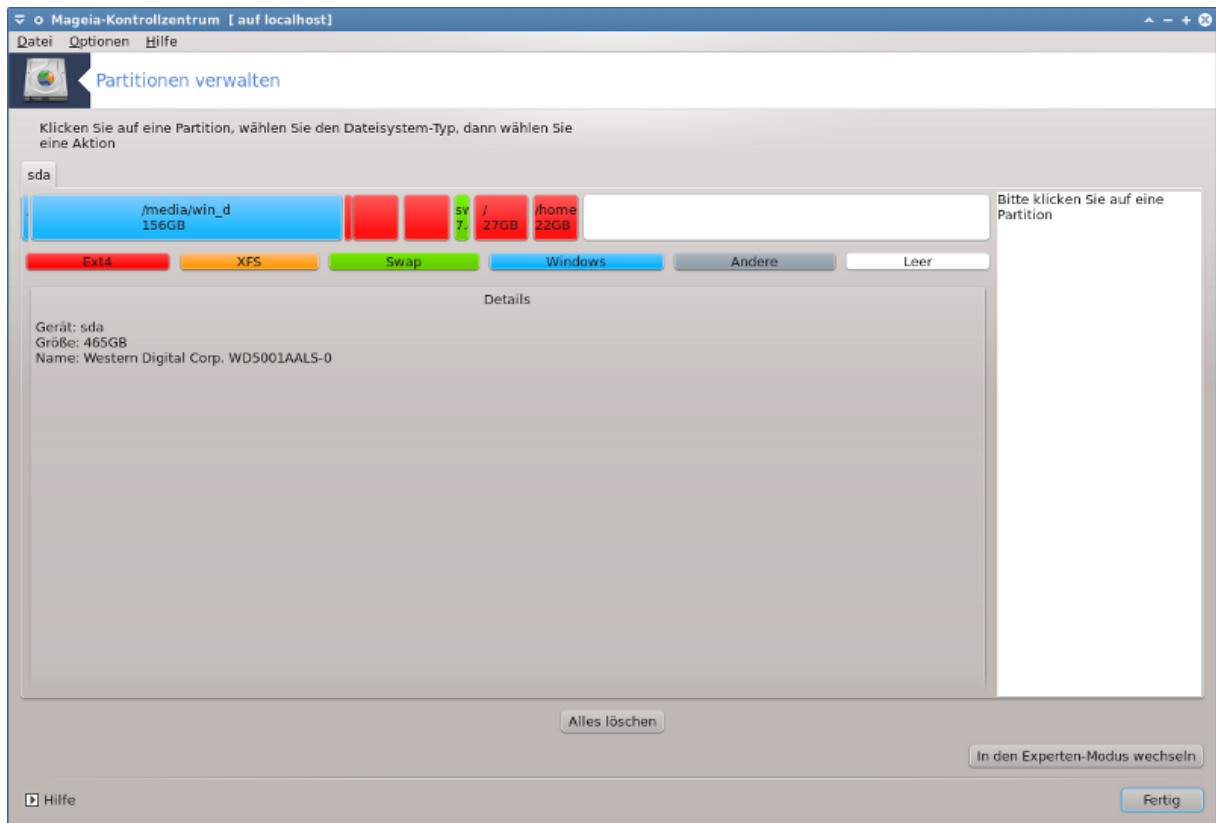 Mageia-Kontrollzentrum [ auf localhost]
Datei Optionen Hilfe
Partitionen verwalten
Klicken Sie auf eine Partition, wählen Sie den Dateisystem-Typ, dann wählen Sie
eine Aktion
sda
/media/win_d
156GB
sw
7.
/
27GB
/home
22GB
Bitte klicken Sie auf eine
Partition
Ext4 XFS Swap Windows Andere Leer
Details
Gerät: sda
Größe: 465GB
Name: Western Digital Corp. WD5001AALS-0
Alles löschen
In den Experten-Modus wechseln
Hilfe
Fertig